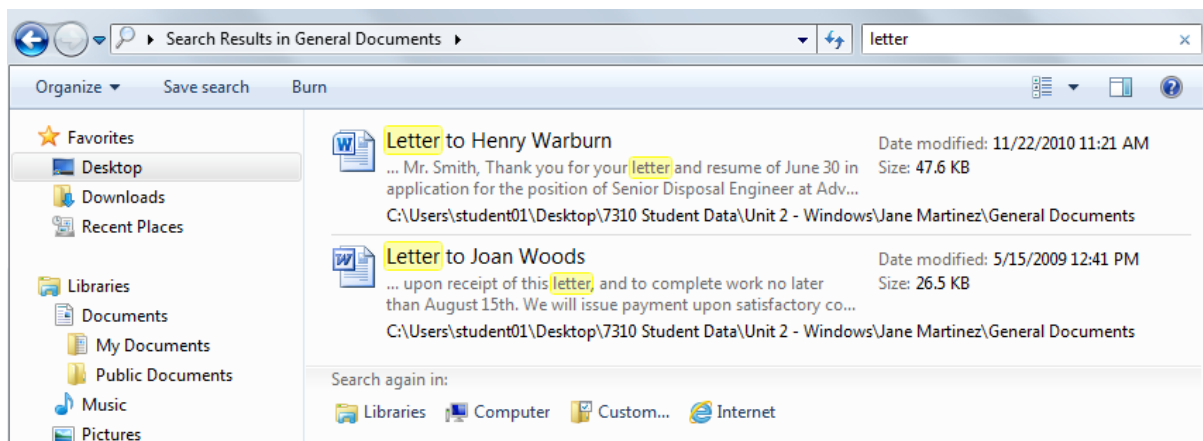 Search Results in General Documents
letter
Organize
Save search
Burn
Favorites
Desktop
Downloads
Recent Places
Libraries
Documents
My Documents
Public Documents
Music
Pictures
Letter to Henry Warburn
... Mr. Smith, Thank you for your letter and resume of June 30 in
application for the position of Senior Disposal Engineer at Adv...
C:\Users\student01\Desktop\7310 Student Data\Unit 2 - Windows\Jane Martinez\General Documents
Date modified: 11/22/2010 11:21 AM
Size: 47.6 KB
Letter to Joan Woods
... upon receipt of this letter, and to complete work no later
than August 15th. We will issue payment upon satisfactory co...
C:\Users\student01\Desktop\7310 Student Data\Unit 2 - Windows\Jane Martinez\General Documents
Date modified: 5/15/2009 12:41 PM
Size: 26.5 KB
Search again in:
Libraries
Computer
Custom...
Internet